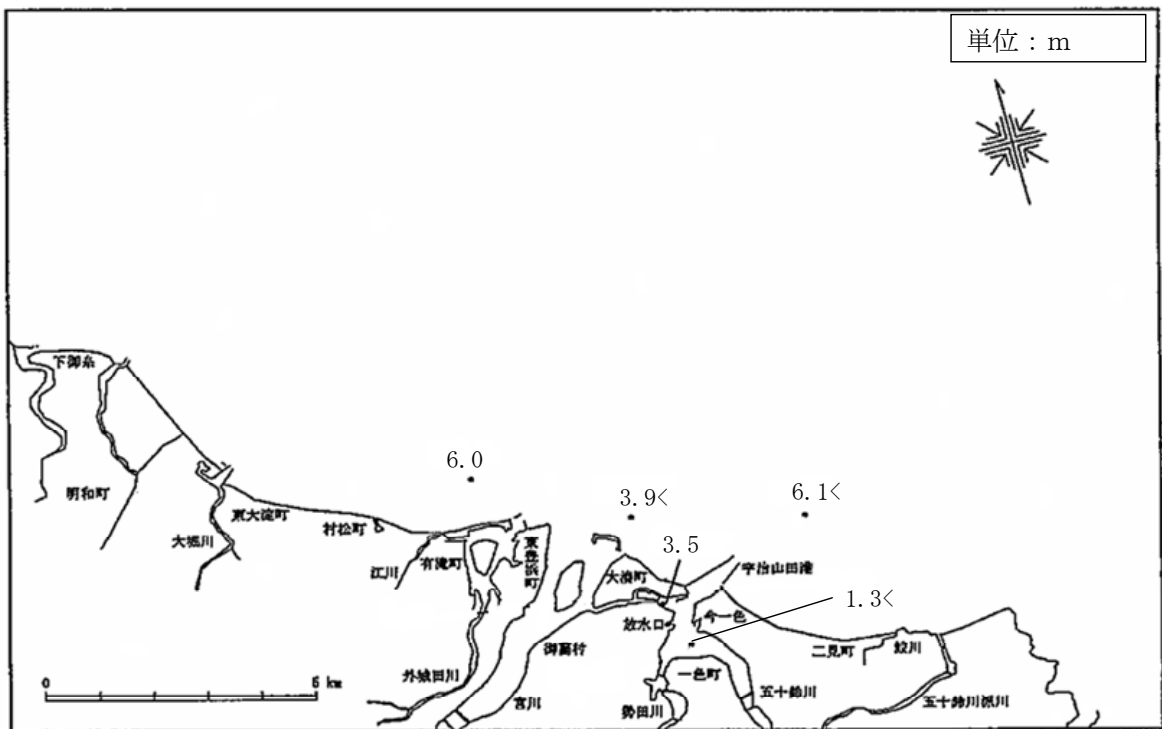 単位：m
下御糸
6.0
明和町
3.9<
6.1<
東大淀町
村松町
3.5
大堀川
江川
有滝町
東豊浜町
大湊町
宇治山田港
1.3<
今一色
放水口
御薗村
二見町
鮫川
外城田川
一色町
宮川
勢田川
五十鈴川
五十鈴川派川
0
5 km